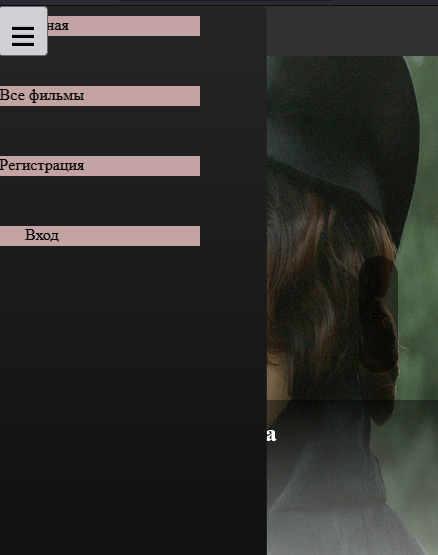 ная
Все фильмы
Регистрация
Вход
а